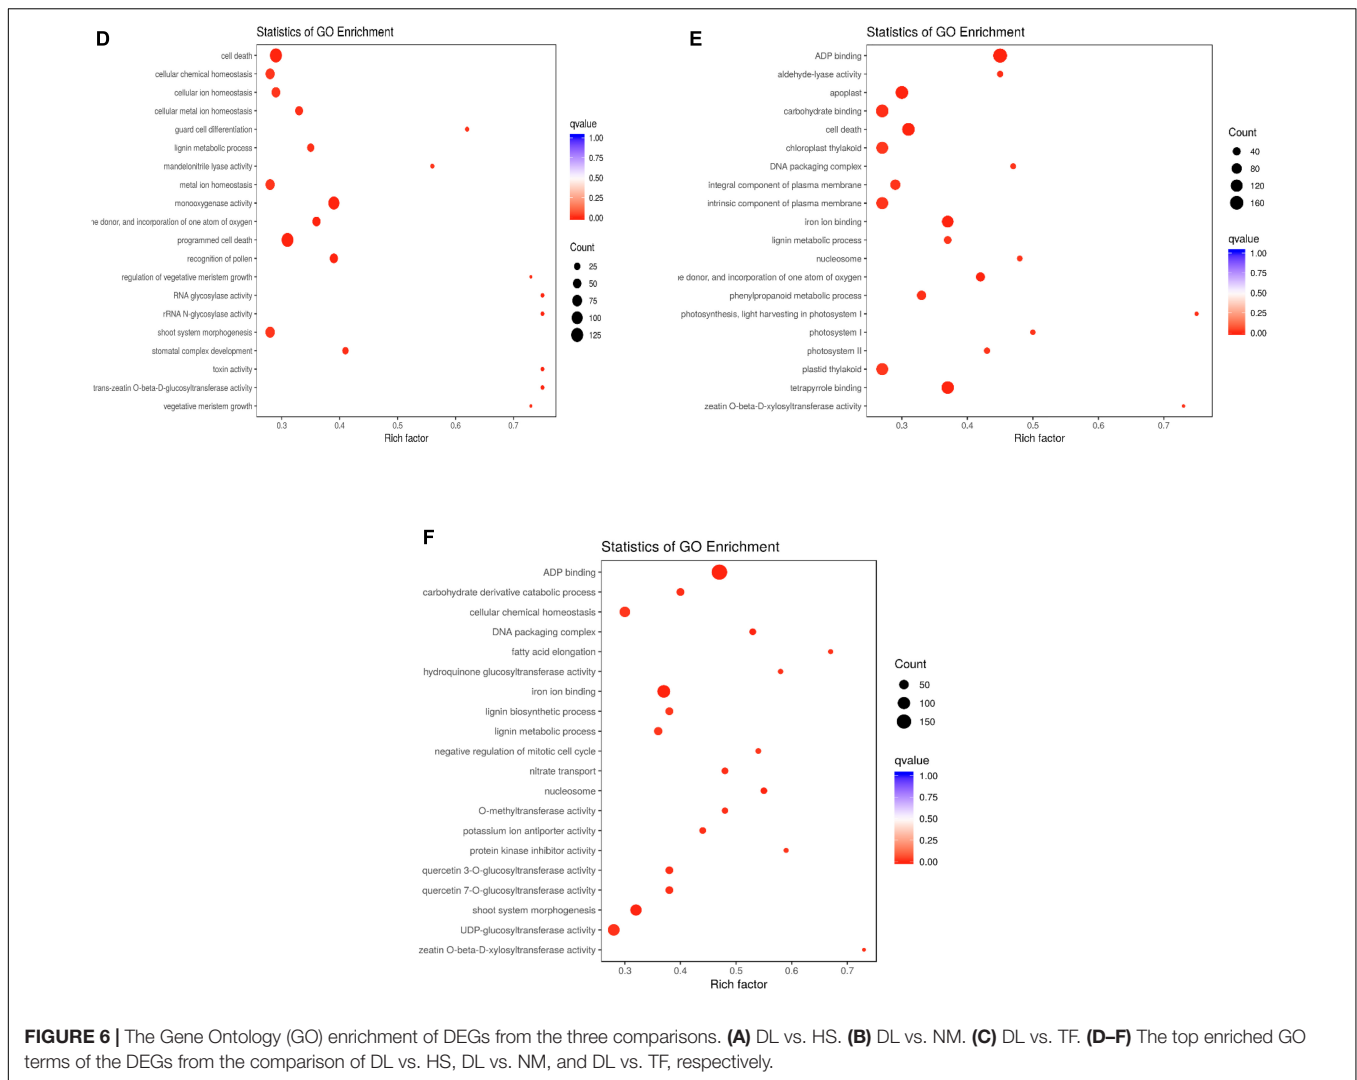 D
Statistics of GO Enrichment
cell death
cellular chemical homeostasis
cellular ion homeostasis
cellular metal ion homeostasis
guard cell differentiation
lignin metabolic process
mandelonitrile lyase activity
metal ion homeostasis
monooxygenase activity
ne donor, and incorporation of one atom of oxygen
programmed cell death
recognition of pollen
regulation of vegetative meristem growth
RNA glycosylase activity
rRNA N-glycosylase activity
shoot system morphogenesis
stomatal complex development
toxin activity
trans-zeatin O-beta-D-glucosyltransferase activity
vegetative meristem growth
0.3 0.4 0.5 0.6 0.7
Rich factor
qvalue
1.00
0.75
0.50
0.25
0.00
Count
25
50
75
100
125
E
Statistics of GO Enrichment
ADP binding
aldehyde-lyase activity
apoplast
carbohydrate binding
cell death
chloroplast thylakoid
DNA packaging complex
integral component of plasma membrane
intrinsic component of plasma membrane
iron ion binding
lignin metabolic process
nucleosome
ne donor, and incorporation of one atom of oxygen
phenylpropanoid metabolic process
photosynthesis, light harvesting in photosystem I
photosystem I
photosystem II
plastid thylakoid
tetrapyrrole binding
zeatin O-beta-D-xylosyltransferase activity
0.3 0.4 0.5 0.6 0.7
Rich factor
Count
40
80
120
160
qvalue
1.00
0.75
0.50
0.25
0.00
F
Statistics of GO Enrichment
ADP binding
carbohydrate derivative catabolic process
cellular chemical homeostasis
DNA packaging complex
fatty acid elongation
hydroquinone glucosyltransferase activity
iron ion binding
lignin biosynthetic process
lignin metabolic process
negative regulation of mitotic cell cycle
nitrate transport
nucleosome
O-methyltransferase activity
potassium ion antiporter activity
protein kinase inhibitor activity
quercetin 3-O-glucosyltransferase activity
quercetin 7-O-glucosyltransferase activity
shoot system morphogenesis
UDP-glucosyltransferase activity
zeatin O-beta-D-xylosyltransferase activity
0.3 0.4 0.5 0.6 0.7
Rich factor
Count
50
100
150
qvalue
1.00
0.75
0.50
0.25
0.00
FIGURE 6 | The Gene Ontology (GO) enrichment of DEGs from the three comparisons. (A) DL vs. HS. (B) DL vs. NM. (C) DL vs. TF. (D–F) The top enriched GO
terms of the DEGs from the comparison of DL vs. HS, DL vs. NM, and DL vs. TF, respectively.